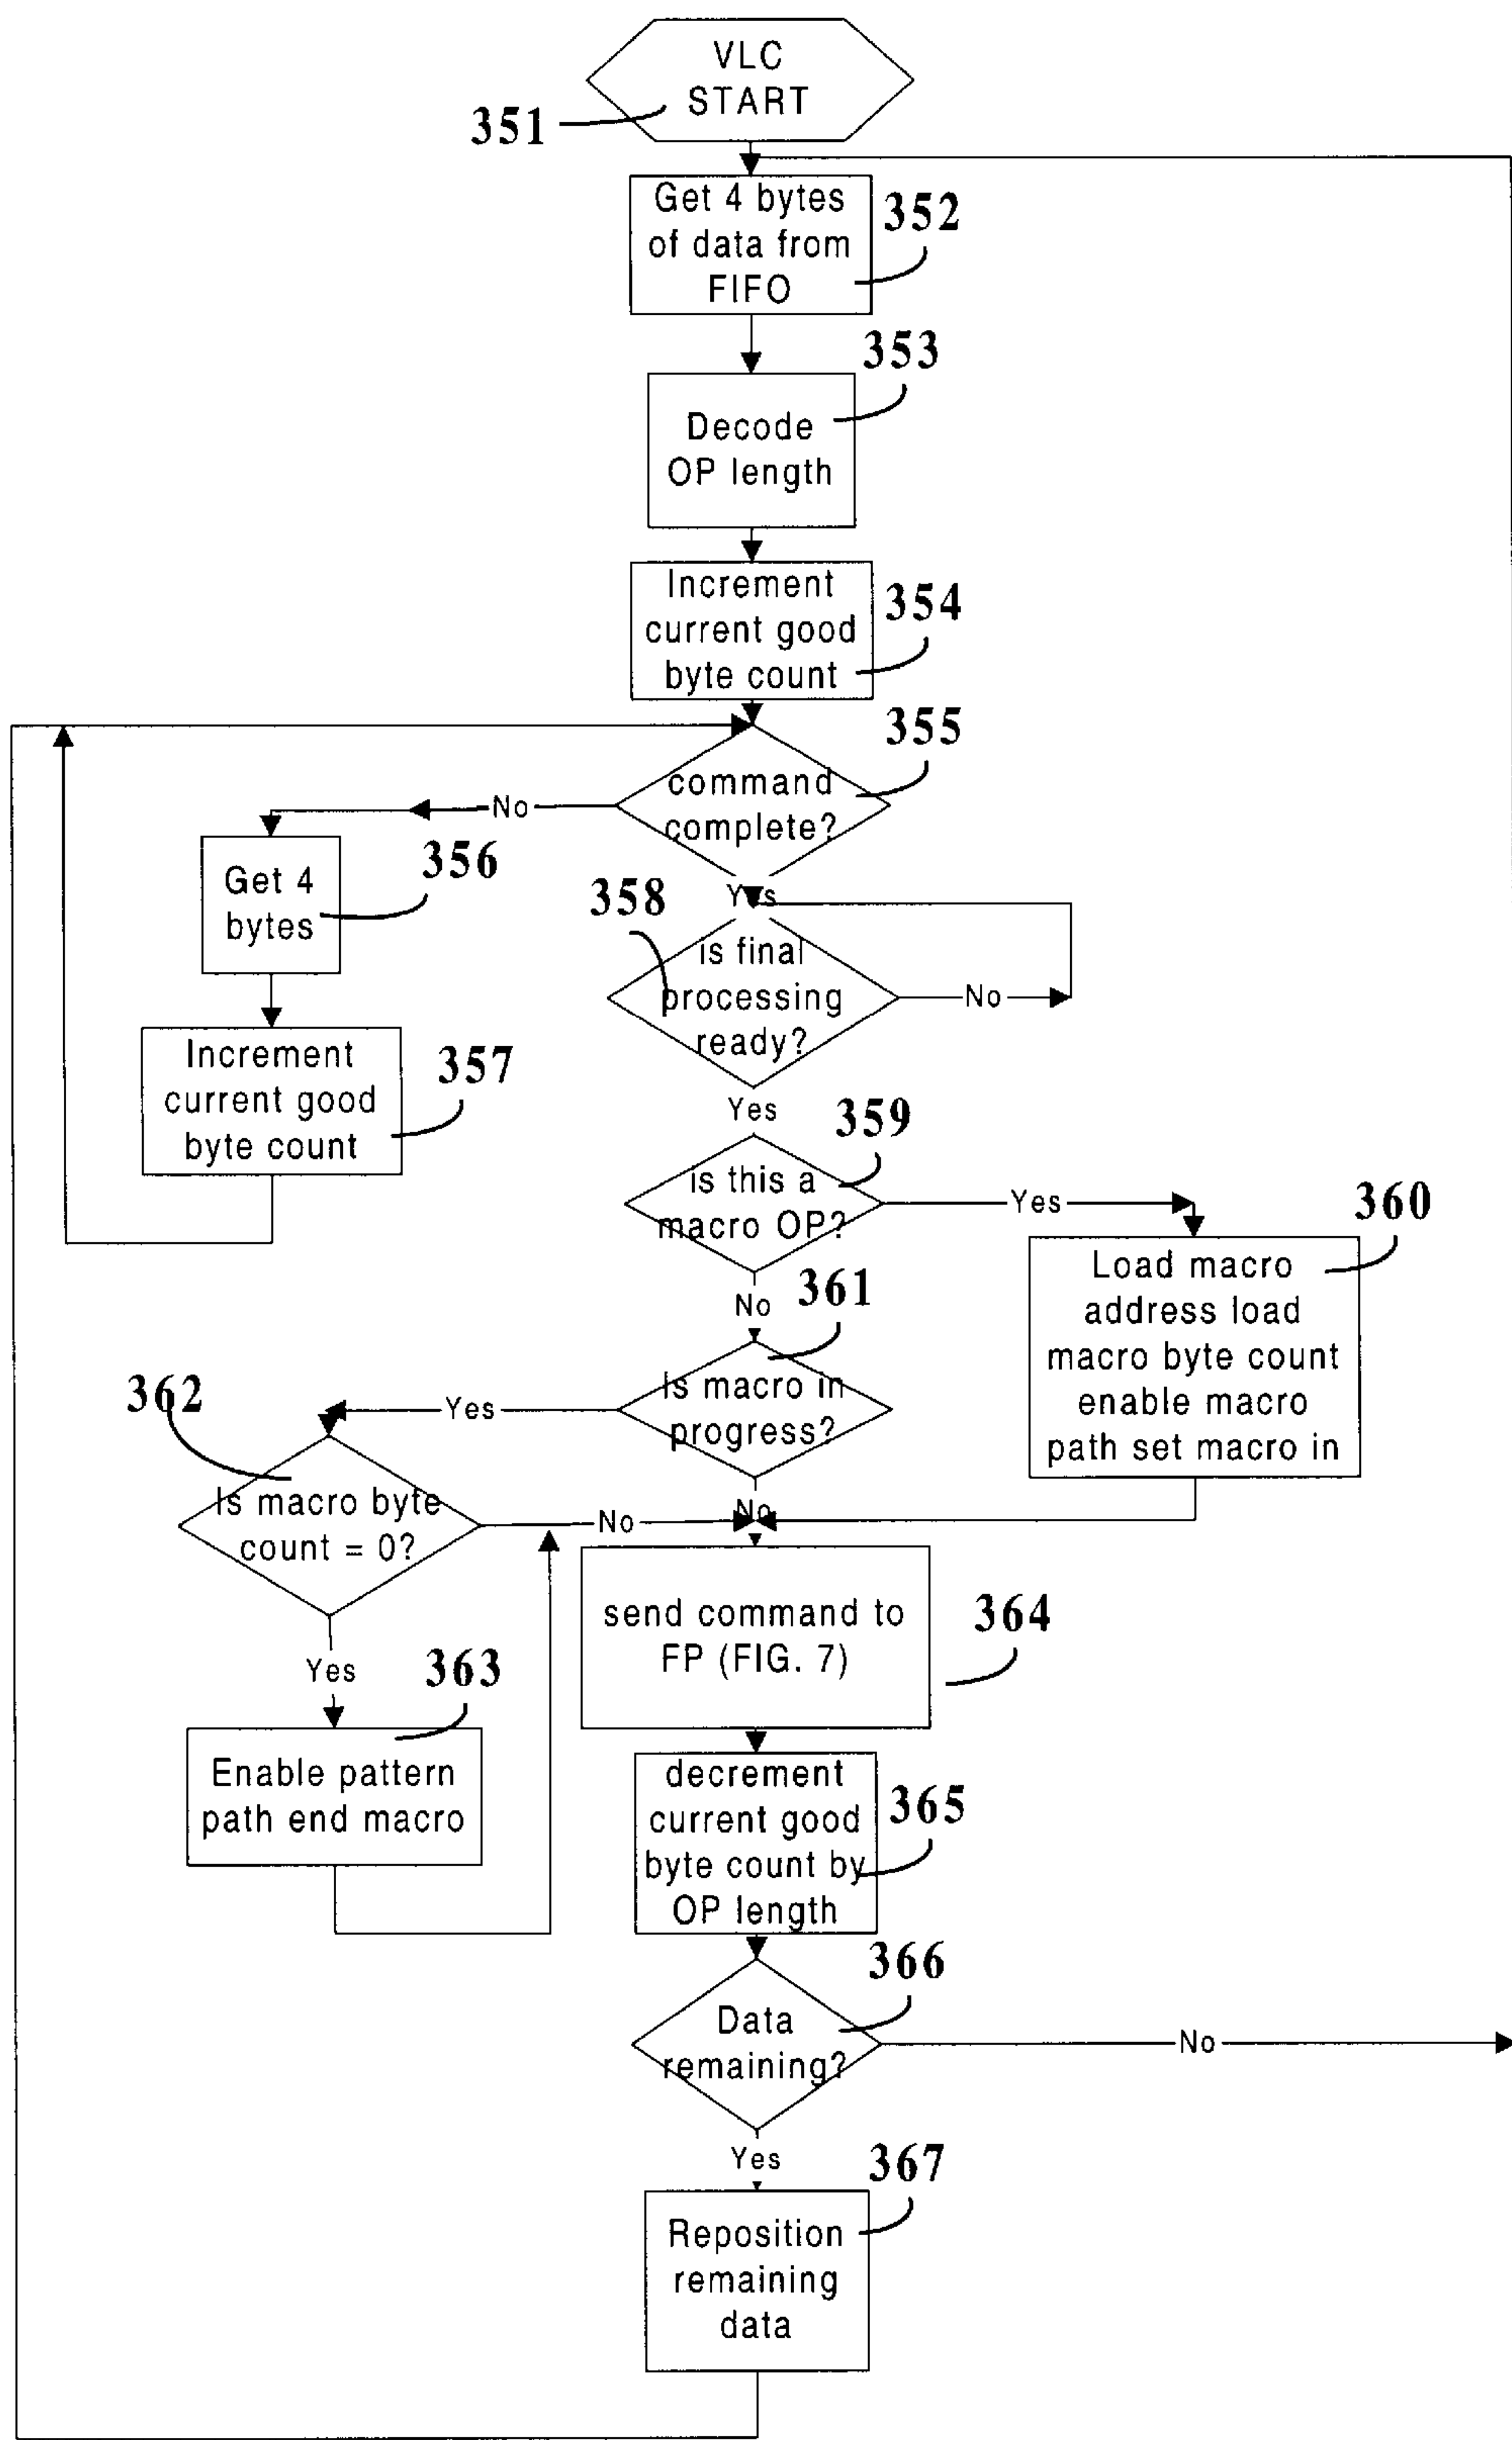 VLC
START
351
Get 4 bytes
of data from
FIFO
352
353
Decode
OP length
Increment
current good
byte count
354
355
command
complete?
No
Get 4
bytes
356
Yes
358
is final
processing
ready?
No
Increment
current good
byte count
357
Yes
359
is this a
macro OP?
Yes
360
Load macro
address load
macro byte count
enable macro
path set macro in
No
361
Is macro in
progress?
Yes
362
Is macro byte
count = 0?
No
No
send command to
FP (FIG. 7)
364
Yes
363
Enable pattern
path end macro
decrement
current good
byte count by
OP length
365
366
Data
remaining?
No
Yes
367
Reposition
remaining
data